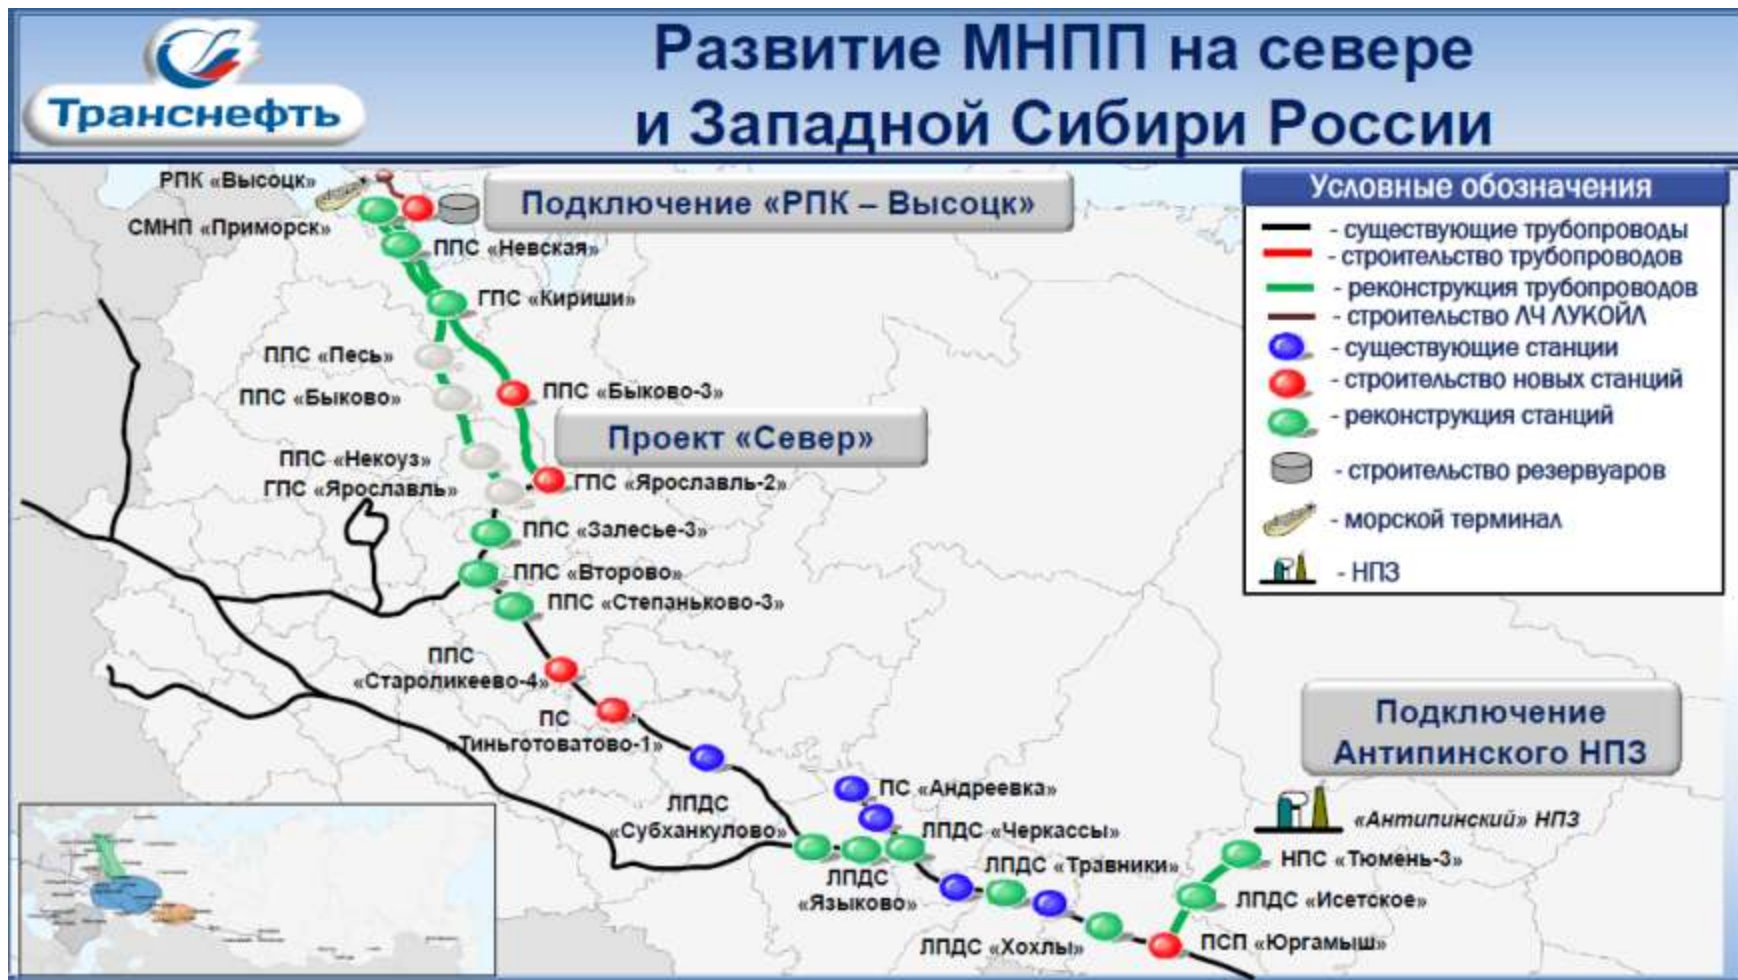 Транснефть
Развитие МНПП на севере
и Западной Сибири России
РПК «Высоцк»
Подключение «РПК – Высоцк»
СМНП «Приморск»
ППС «Невская»
ГПС «Кириши»
ППС «Песь»
ППС «Быково»
ППС «Быково-3»
Проект «Север»
ППС «Некоуз»
ГПС «Ярославль»
ГПС «Ярославль-2»
ППС «Залесье-3»
ППС «Второво»
ППС «Степаньково-3»
ППС
«Староликеево-4»
ПС
«Тиньготоватово-1»
ЛПДС
«Субханкулово»
ПС «Андреевка»
ЛПДС «Черкассы»
ЛПДС
«Языково»
ЛПДС «Травники»
ЛПДС «Хохлы»
ПСП «Юргамыш»
ЛПДС «Исетское»
НПС «Тюмень-3»
«Антипинский» НПЗ
Подключение
Антипинского НПЗ
Условные обозначения
- существующие трубопроводы
- строительство трубопроводов
- реконструкция трубопроводов
- строительство ЛЧ ЛУКОЙЛ
- существующие станции
- строительство новых станций
- реконструкция станций
- строительство резервуаров
- морской терминал
- НПЗ